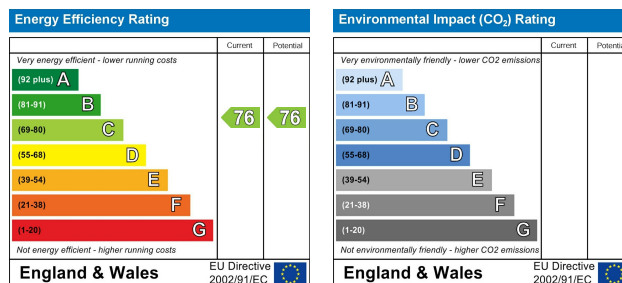 Energy Efficiency Rating
Current Potential
Very energy efficient - lower running costs
(92 plus) A
(81-91) B
(69-80) C
76 76
(55-68) D
(39-54) E
(21-38) F
(1-20) G
Not energy efficient - higher running costs
England & Wales
EU Directive
2002/91/EC
Environmental Impact (CO2) Rating
Current Potentia
Very environmentally friendly - lower CO2 emissions
(92 plus) A
(81-91) B
(69-80) C
(55-68) D
(39-54) E
(21-38) F
(1-20) G
Not environmentally friendly - higher CO2 emissions
England & Wales
EU Directive
2002/91/EC